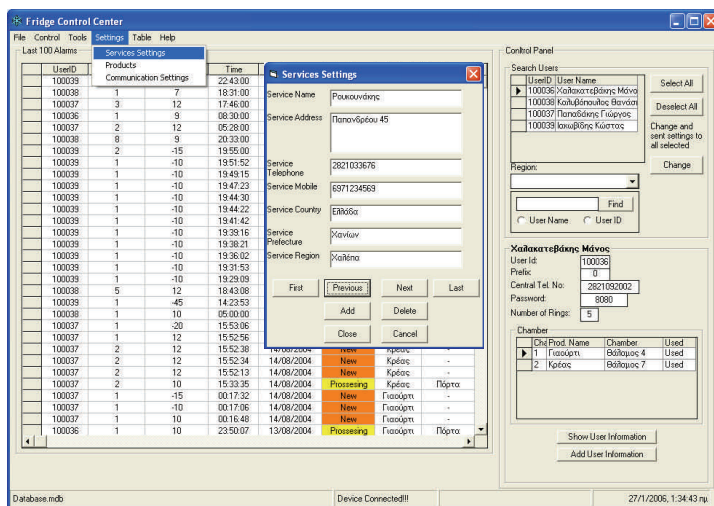 Fridge Control Center
File Control Tools Settings Table Help
Services Settings
Products
Communication Settings
Last 100 Alarms
UserID Time
100039 22:43:00
100038 1 7 18:31:00
100037 3 12 17:46:00
100036 1 9 08:30:00
100037 2 12 05:28:00
100038 8 9 20:33:00
100039 2 -15 19:55:00
100039 1 -10 19:51:52
100039 1 -10 19:49:15
100039 1 -10 19:47:23
100039 1 -10 19:44:30
100039 1 -10 19:44:22
100039 1 -10 19:41:42
100039 1 -10 19:39:16
100039 1 -10 19:38:21
100039 1 -10 19:36:02
100039 1 -10 19:31:53
100039 1 -10 19:29:09
100038 5 12 18:43:08
100039 1 -45 14:23:53
100038 1 10 05:00:00
100037 1 -20 15:53:06
100037 1 12 15:52:56
100037 2 12 15:52:38 14/08/2004 New Κρέας -
100037 2 12 15:52:34 14/08/2004 New Κρέας -
100037 2 12 15:52:13 14/08/2004 New Κρέας -
100037 2 10 15:33:35 14/08/2004 Prossesing Κρέας Πόρτα
100037 1 -15 00:17:32 14/08/2004 New Γιαούρτι -
100037 1 -10 00:17:06 14/08/2004 New Γιαούρτι -
100037 1 10 00:16:48 14/08/2004 New Γιαούρτι -
100036 1 10 23:50:07 13/08/2004 Prossesing Γιαούρτι Πόρτα
Services Settings
Service Name Ρουκουνάκης
Service Address Παπανδρέου 45
Service Telephone 2821033676
Service Mobile 6971234569
Service Country Ελλάδα
Service Prefecture Χανίων
Service Region Χαλέπα
First Previous Next Last
Add Delete
Close Cancel
Control Panel
Search Users
UserID User Name
100036 Χαλακατεβάκης Μάνο
100038 Καλυβόπουλος Θανάσι
100037 Παπαδάκης Γιώργος
100039 Ιακωβίδης Κώστας
Select All
Deselect All
Change and
sent settings to
all selected
Change
Region:
Find
User Name User ID
Χαλακατεβάκης Μάνος
User Id: 100036
Prefix: 0
Central Tel. No: 2821092002
Password: 8080
Number of Rings: 5
Chamber
Cha Prod. Name Chamber Used
1 Γιαούρτι Θάλαμος 4 Used
2 Κρέας Θάλαμος 7 Used
Show User Information
Add User Information
Database.mdb Device Connected!!! 27/1/2006, 1:34:43 πμ